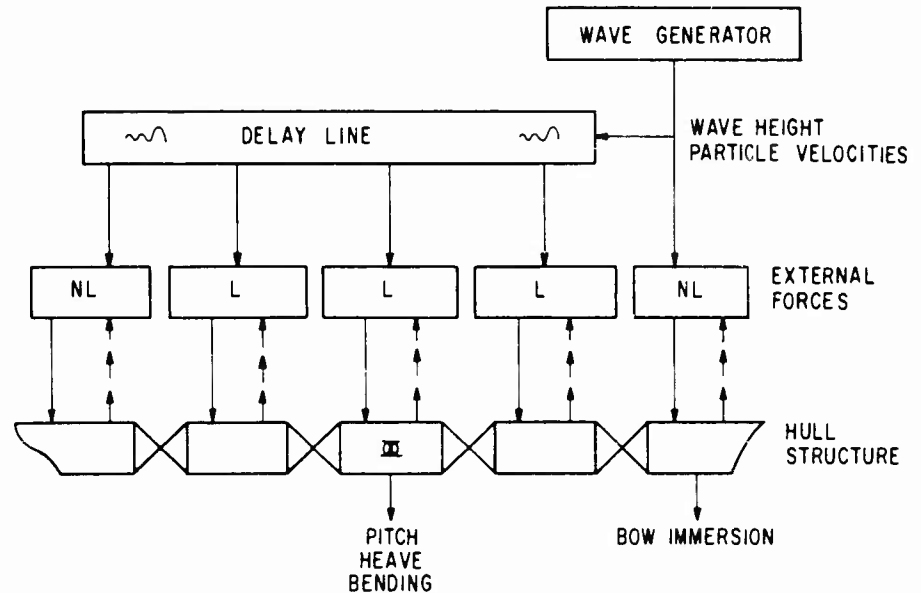 WAVE GENERATOR
DELAY LINE
WAVE HEIGHT
PARTICLE VELOCITIES
NL
L
L
L
NL
EXTERNAL
FORCES
HULL
STRUCTURE
PITCH
HEAVE
BENDING
BOW IMMERSION